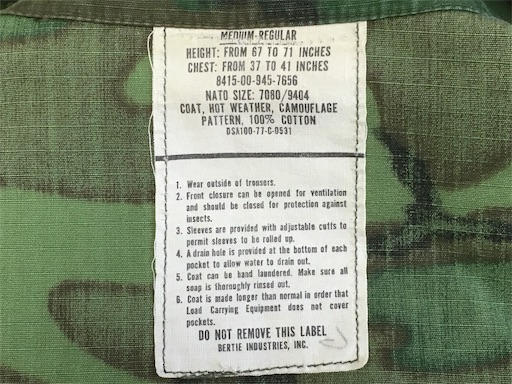 MEDIUM-REGULAR
HEIGHT: FROM 67 TO 71 INCHES
CHEST: FROM 37 TO 41 INCHES
8415-00-945-7656
NATO SIZE: 7080/9404
COAT, HOT WEATHER, CAMOUFLAGE
PATTERN, 100% COTTON
DSA100-77-C-0531
1. Wear outside of trousers.
2. Front closure can be opened for ventilation
and should be closed for protection against
insects.
3. Sleeves are provided with adjustable cuffs to
permit sleeves to be rolled up.
4. A drain hole is provided at the bottom of each
pocket to allow water to drain out.
5. Coat can be hand laundered. Make sure all
soap is thoroughly rinsed out.
6. Coat is made longer than normal in order that
Load Carrying Equipment does not cover
pockets.
DO NOT REMOVE THIS LABEL
BERTIE INDUSTRIES, INC.